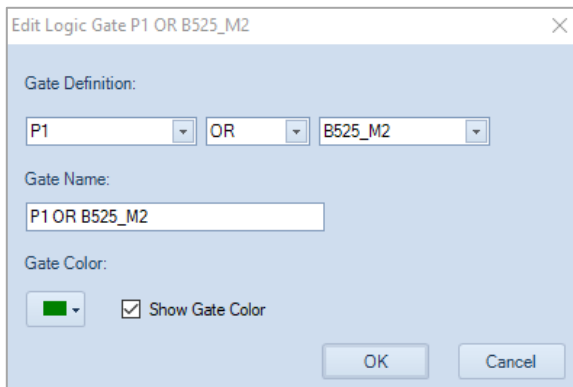 Edit Logic Gate P1 OR B525_M2
Gate Definition:
P1 OR B525_M2
Gate Name:
P1 OR B525_M2
Gate Color:
Show Gate Color
OK Cancel